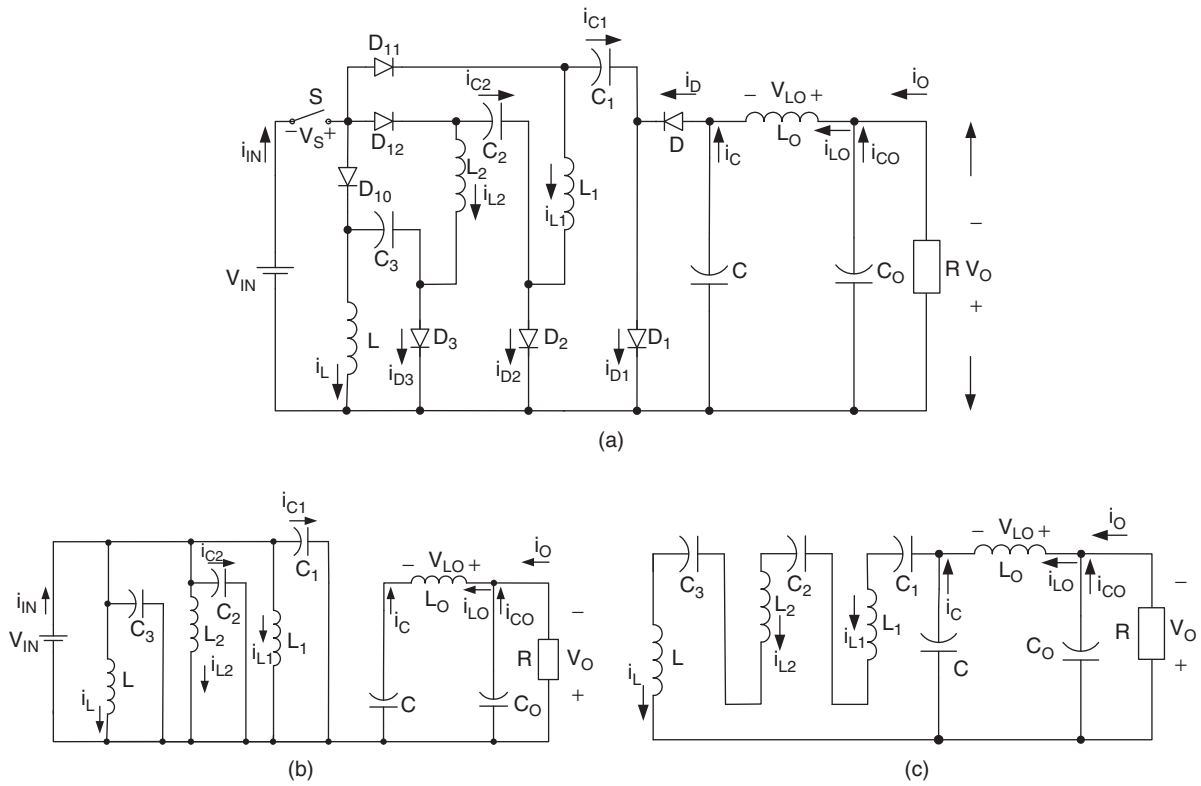 i_C1
D_11
i_C2
C_1
i_D
- V_LO +
i_O
S
-V_S+
D_12
C_2
D
L_O
i_IN
i_C
i_LO
i_CO
D_10
L_2
i_L2
L_1
i_L1
C_3
V_IN
C
C_O
R V_O
-
+
L
D_3
D_2
D_1
i_L
i_D3
i_D2
i_D1
(a)
i_C1
i_C2
C_1
- V_LO +
i_O
L_O
i_LO
i_CO
i_IN
V_IN
C_3
C_2
L_2
i_C
i_L1
L_1
L
i_L2
i_L
C
C_O
R
V_O
-
+
(b)
C_3
C_2
C_1
- V_LO +
i_O
L_O
i_LO
i_CO
L_2
i_L2
i_L1
L_1
i_C
L
i_L
C
C_O
R
V_O
-
+
(c)